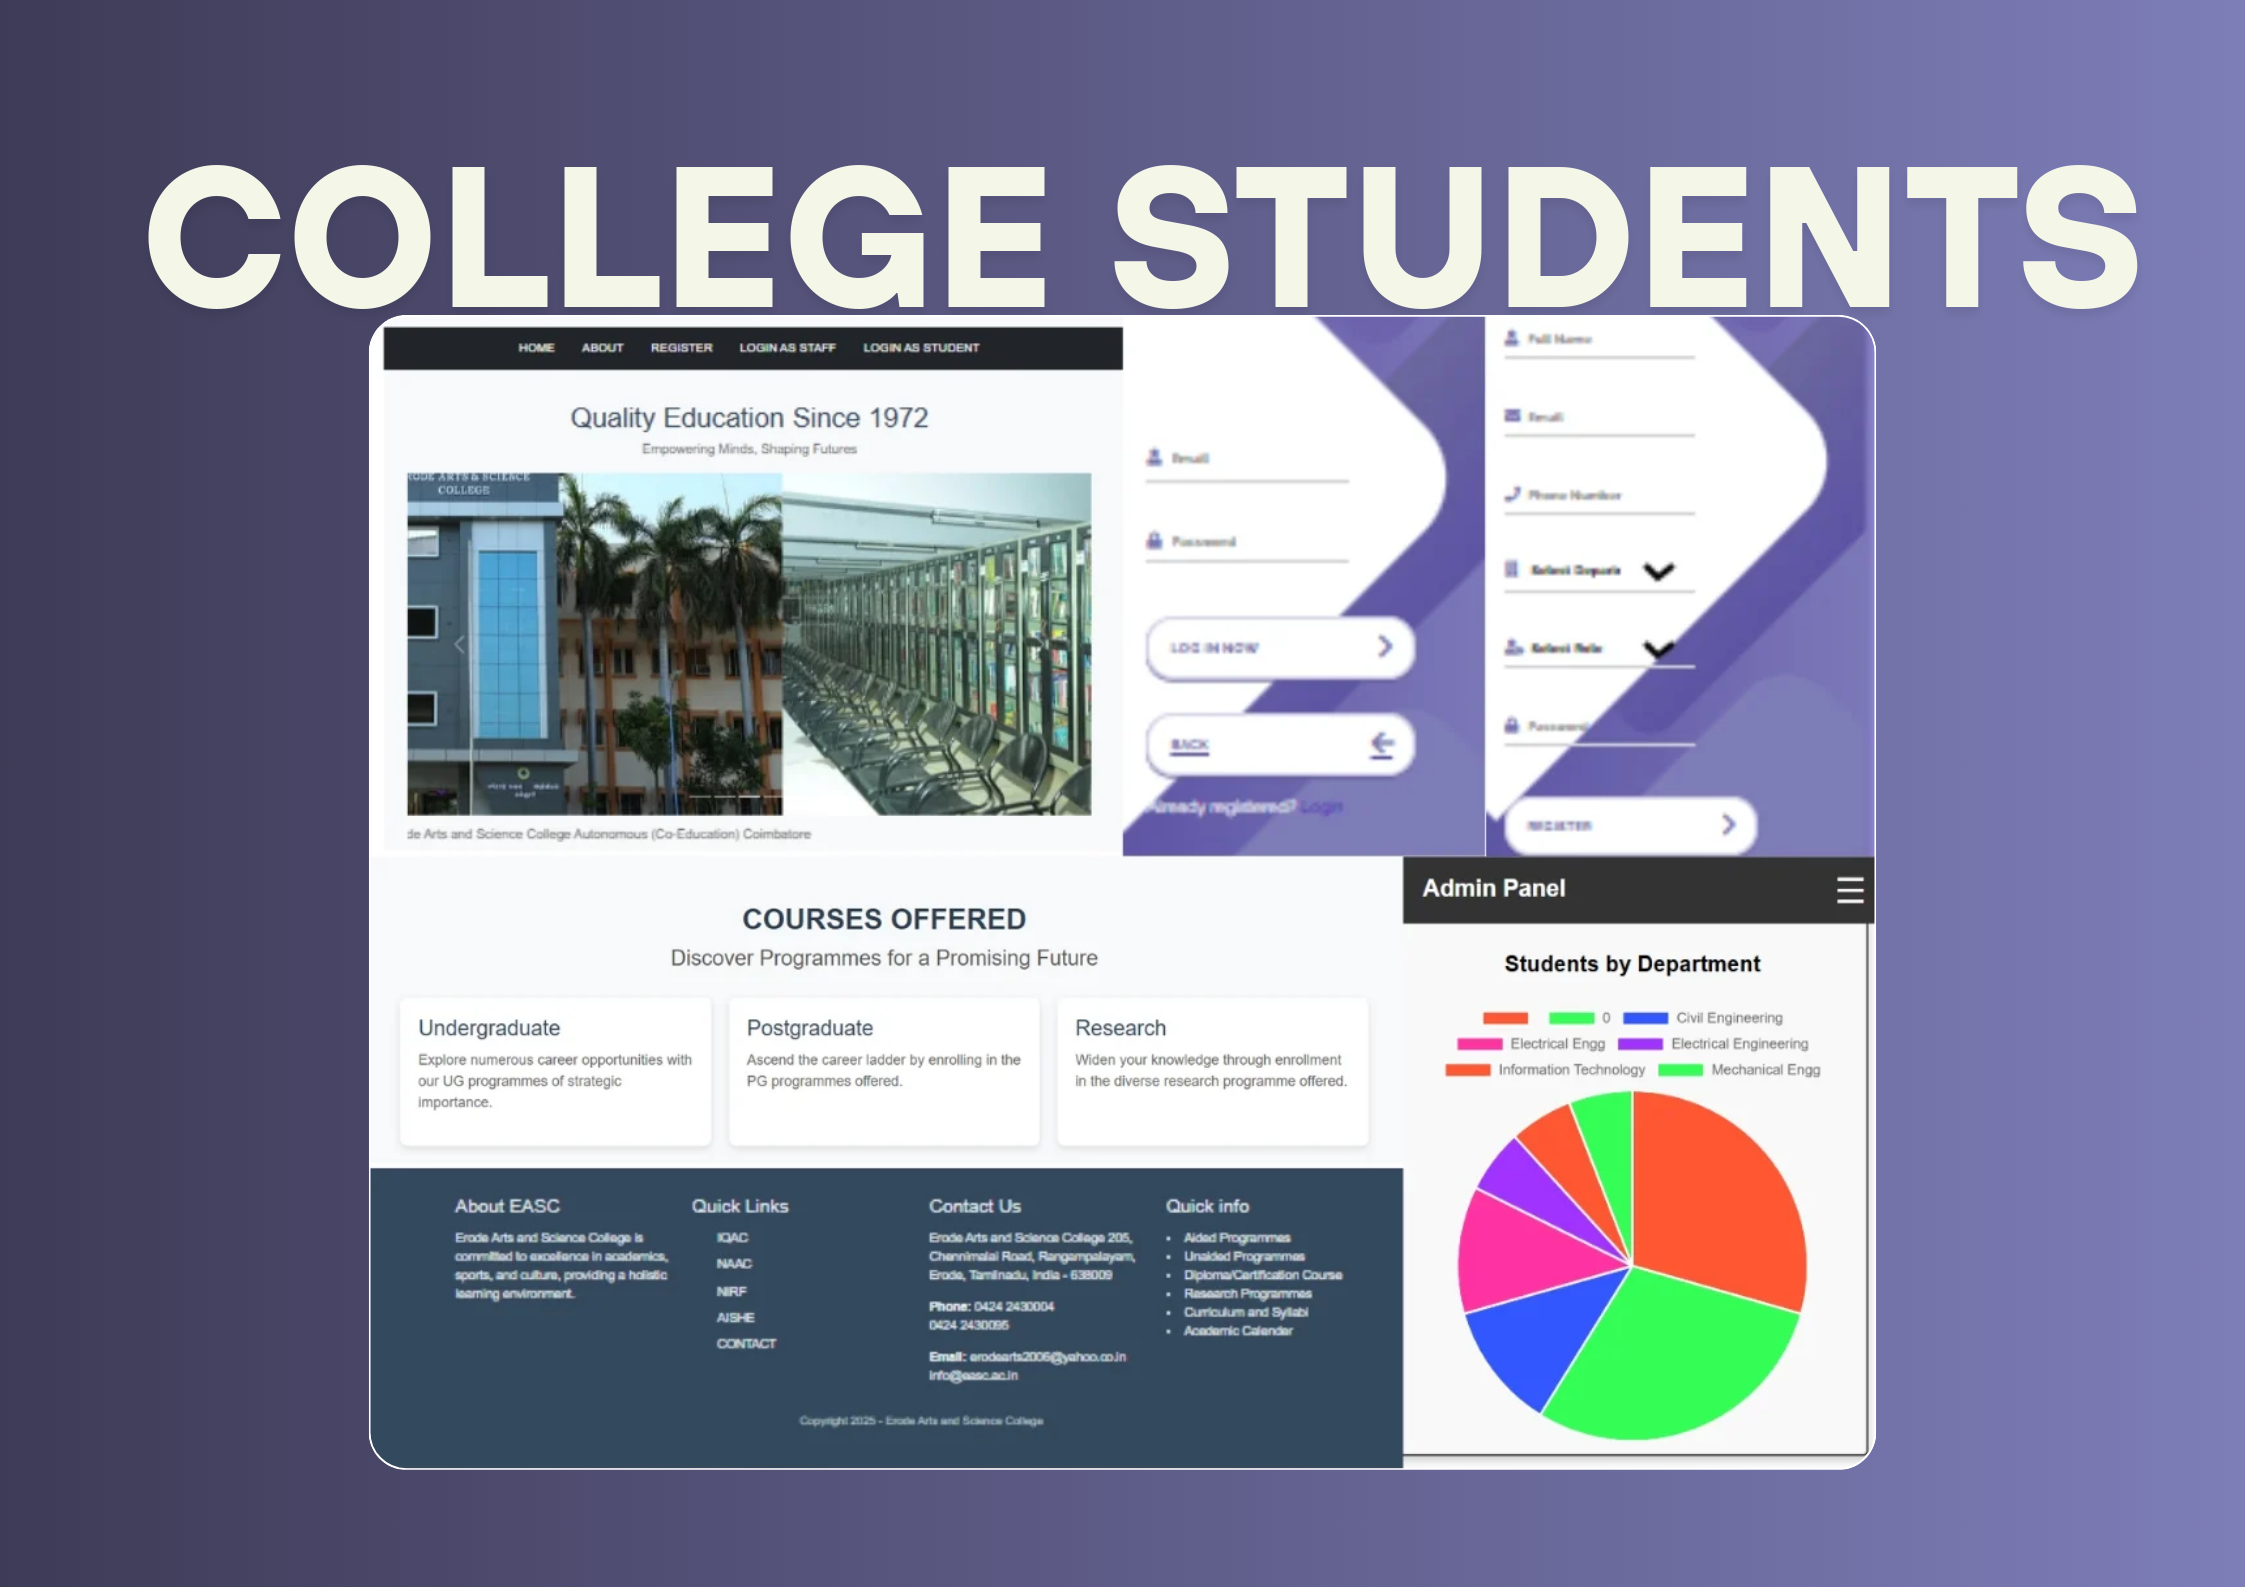 COLLEGE STUDENTS
HOME ABOUT REGISTER LOGIN AS STAFF LOGIN AS STUDENT
Quality Education Since 1972
Empowering Minds, Shaping Futures
RODE ARTS & SCIENCE
COLLEGE
de Arts and Science College Autonomous (Co-Education) Coimbatore
Email
Password
LOG IN NOW
BACK
Already registered? Login
Full Name
Email
Phone Number
Select Departm
Select Role
Password
REGISTER
COURSES OFFERED
Discover Programmes for a Promising Future
Undergraduate
Explore numerous career opportunities with
our UG programmes of strategic
importance.
Postgraduate
Ascend the career ladder by enrolling in the
PG programmes offered.
Research
Widen your knowledge through enrollment
in the diverse research programme offered.
Admin Panel
Students by Department
0 Civil Engineering
Electrical Engg Electrical Engineering
Information Technology Mechanical Engg
About EASC
Erode Arts and Science College is
committed to excellence in academics,
sports, and culture, providing a holistic
learning environment.
Quick Links
IQAC
NAAC
NIRF
AISHE
CONTACT
Contact Us
Erode Arts and Science College 205,
Chennimalai Road, Rangampalayam,
Erode, Tamilnadu, India - 638009
Phone: 0424 2430004
0424 2430095
Email: erodearts2006@yahoo.co.in
info@easc.ac.in
Quick info
• Aided Programmes
• Unaided Programmes
• Diploma/Certification Course
• Research Programmes
• Curriculum and Syllabi
• Academic Calender
Copyright 2025 - Erode Arts and Science College